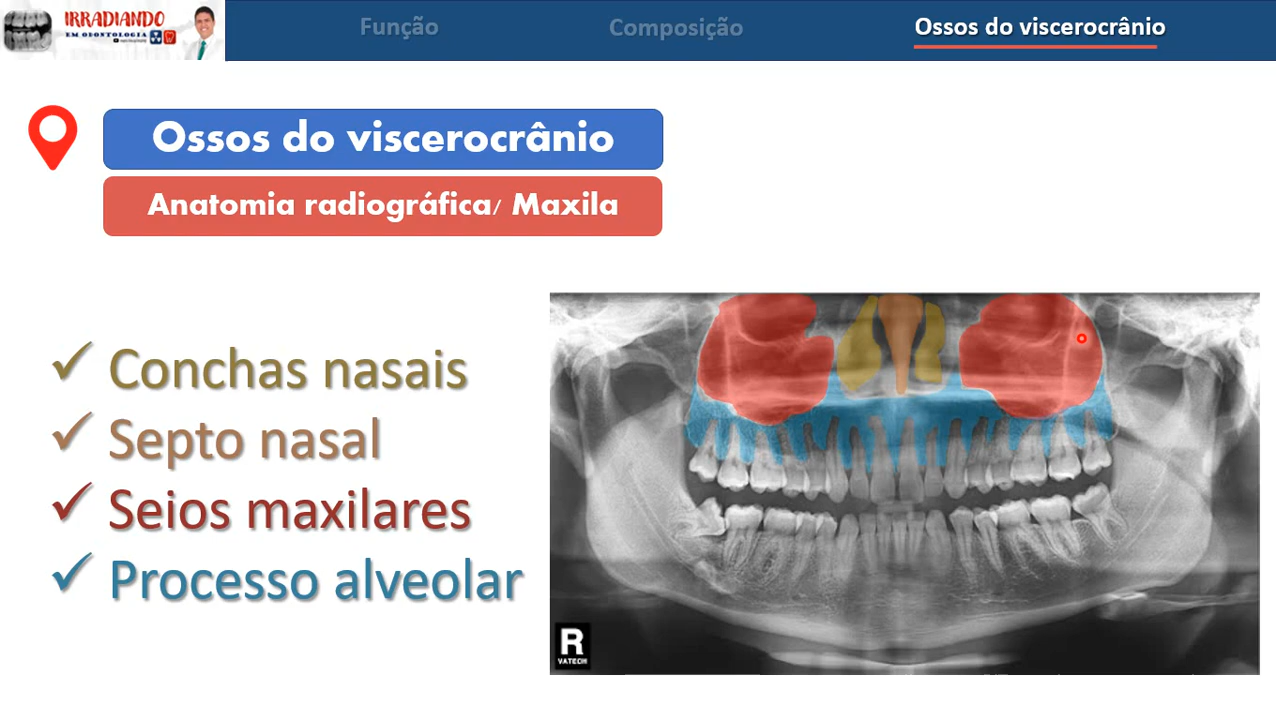 IRRADIANDO
EM ODONTOLOGIA
Função
Composição
Ossos do viscerocrânio
Ossos do viscerocrânio
Anatomia radiográfica/ Maxila
✓ Conchas nasais
✓ Septo nasal
✓ Seios maxilares
✓ Processo alveolar
R
VATECH